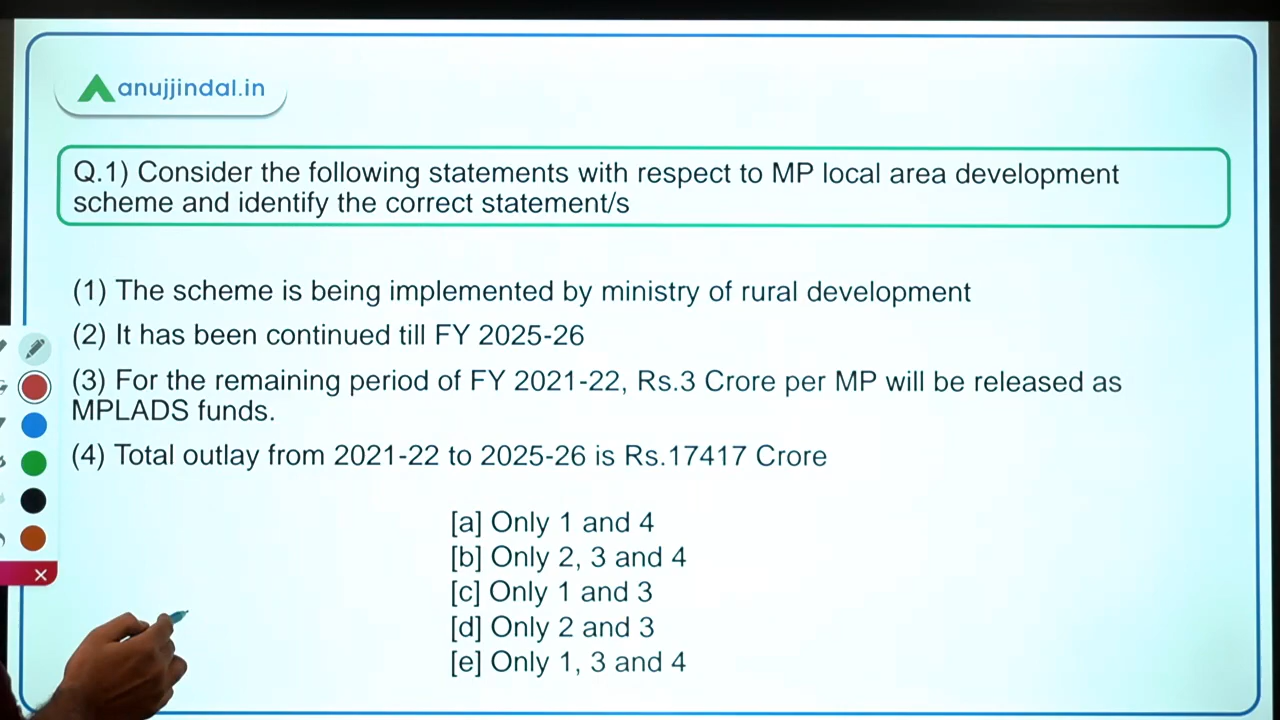 anujjindal.in
Q.1) Consider the following statements with respect to MP local area development
scheme and identify the correct statement/s
(1) The scheme is being implemented by ministry of rural development
(2) It has been continued till FY 2025-26
(3) For the remaining period of FY 2021-22, Rs.3 Crore per MP will be released as
MPLADS funds.
(4) Total outlay from 2021-22 to 2025-26 is Rs.17417 Crore
[a] Only 1 and 4
[b] Only 2, 3 and 4
[c] Only 1 and 3
[d] Only 2 and 3
[e] Only 1, 3 and 4